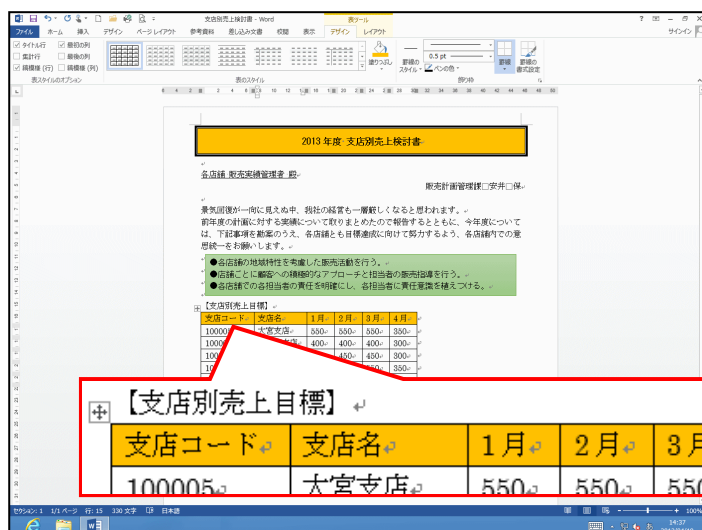 支店別売上検討書 - Word
表ツール
サインイン
ファイル ホーム 挿入 デザイン ページ レイアウト 参考資料 差し込み文書 校閲 表示 デザイン レイアウト
タイトル行 最初の列
集計行 最後の列
縞模様 (行) 縞模様 (列)
表スタイルのオプション
表のスタイル
塗りつぶし
罫線の
スタイル
0.5 pt
ペンの色
罫線
罫線の
書式設定
飾り枠
2013年度 支店別売上検討書
各店舗 販売実績管理者 殿
販売計画管理課□安井□保
景気回復が一向に見えぬ中、我社の経営も一層厳しくなると思われます。
前年度の計画に対する実績について取りまとめたので報告するとともに、今年度について
は、下記事項を勘案のうえ、各店舗とも目標達成に向けて努力するよう、各店舗内での意
思統一をお願いします。
●各店舗の地域特性を考慮した販売活動を行う。
●店舗ごとに顧客への積極的なアプローチと担当者の販売指導を行う。
●各店舗での各担当者の責任を明確にし、各担当者に責任意識を植えつける。
【支店別売上目標】
支店コード 支店名 1月 2月 3月 4月
100005 大宮支店 550 550 550 350
400 400 400 300
450 450 300
350
【支店別売上目標】
支店コード 支店名 1月 2月 3月
100005 大宮支店 550 550 550
セクション: 1 1/1 ページ 行: 15 330 文字 日本語
100%
14:37